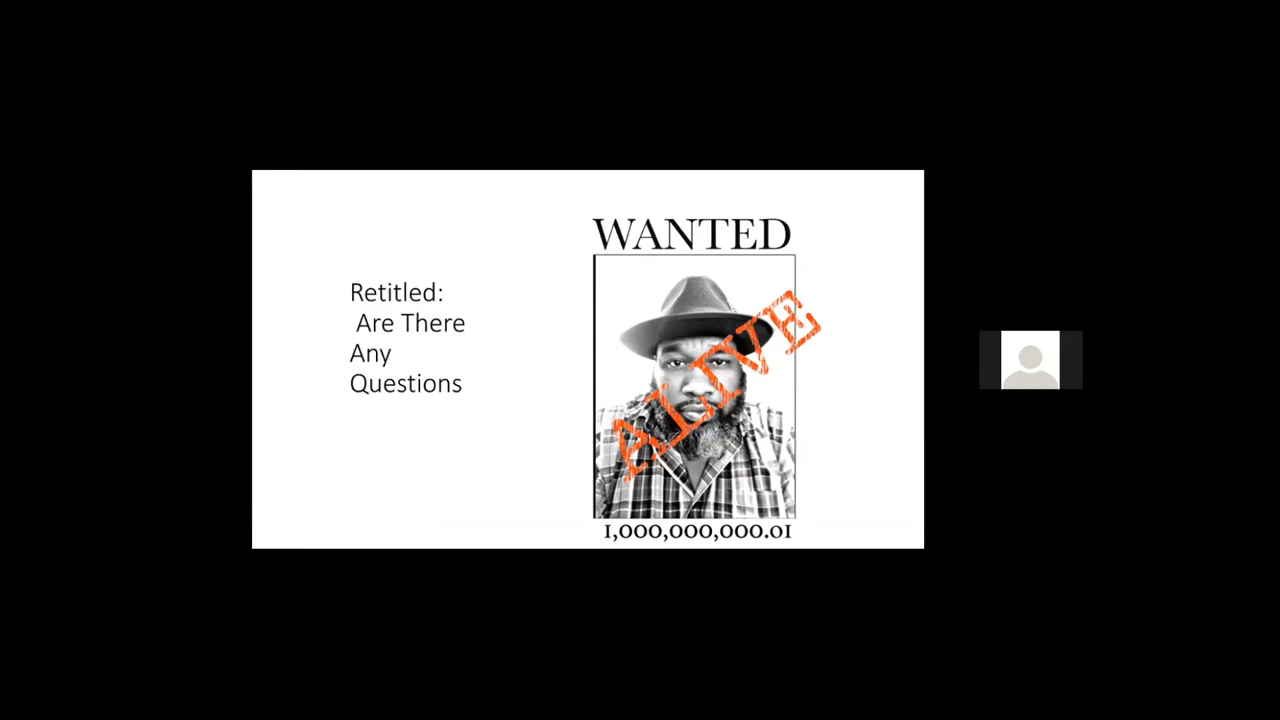 Retitled:
Are There
Any
Questions
WANTED
ALIVE
1,000,000,000.01